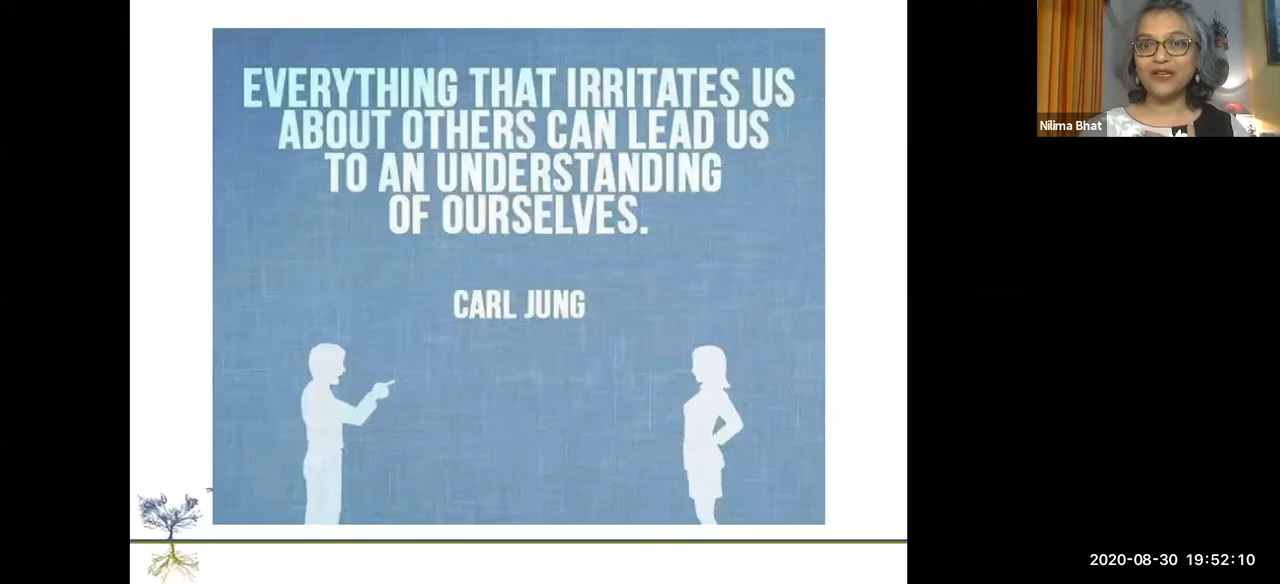 EVERYTHING THAT IRRITATES US
ABOUT OTHERS CAN LEAD US
TO AN UNDERSTANDING
OF OURSELVES.
CARL JUNG
Nilima Bhat
2020-08-30 19:52:10